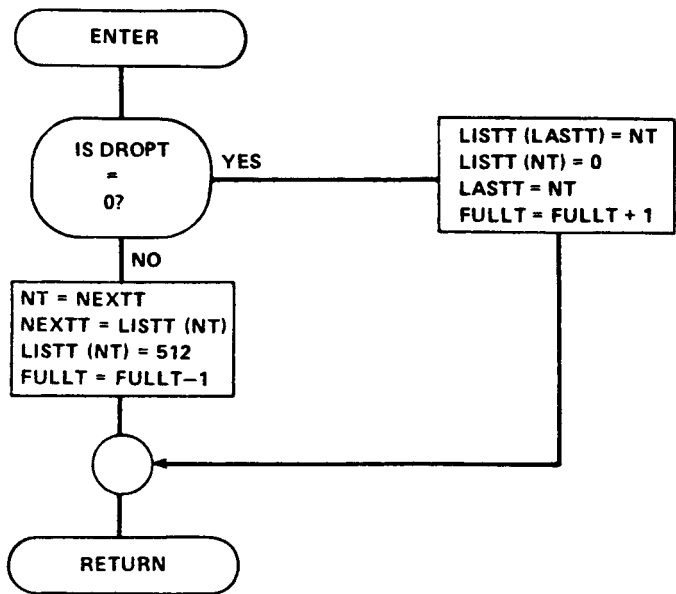 ENTER
IS DROPT
=
0?
YES
LISTT (LASTT) = NT
LISTT (NT) = 0
LASTT = NT
FULLT = FULLT + 1
NO
NT = NEXTT
NEXTT = LISTT (NT)
LISTT (NT) = 512
FULLT = FULLT−1
RETURN